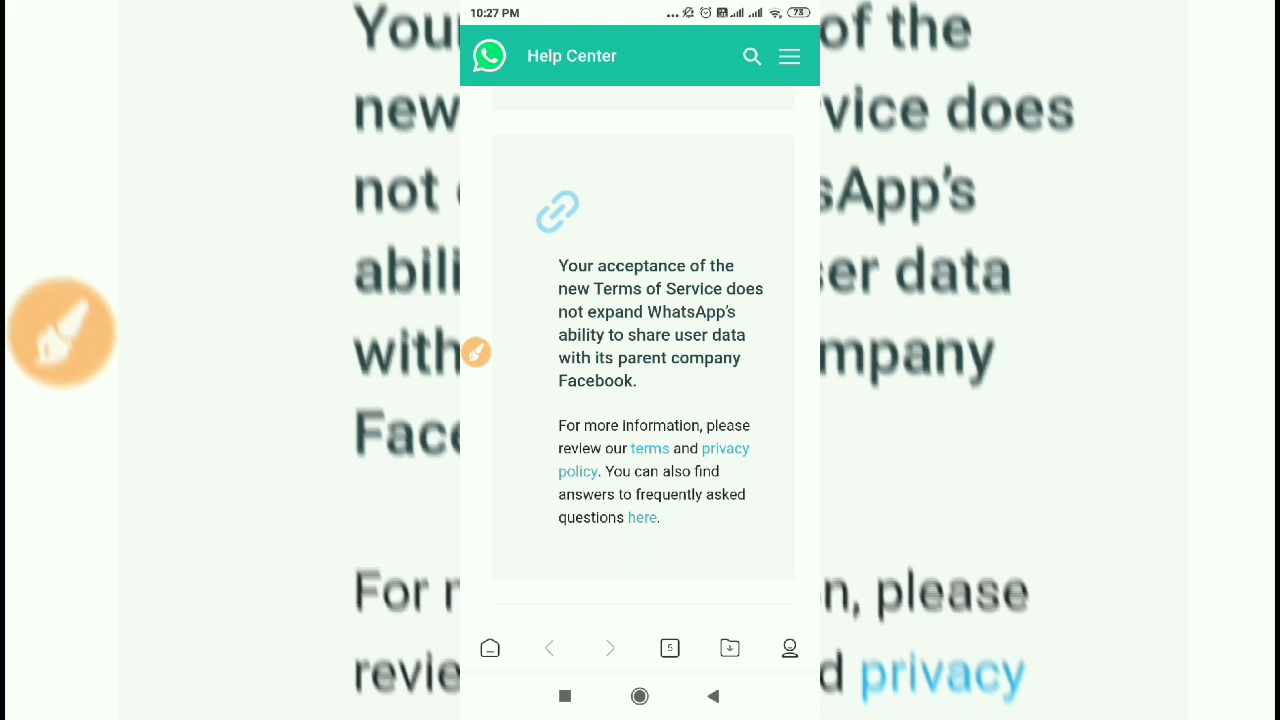 10:27 PM
73
Help Center
Your acceptance of the
new Terms of Service does
not expand WhatsApp's
ability to share user data
with its parent company
Facebook.
For more information, please
review our terms and privacy
policy. You can also find
answers to frequently asked
questions here.
5